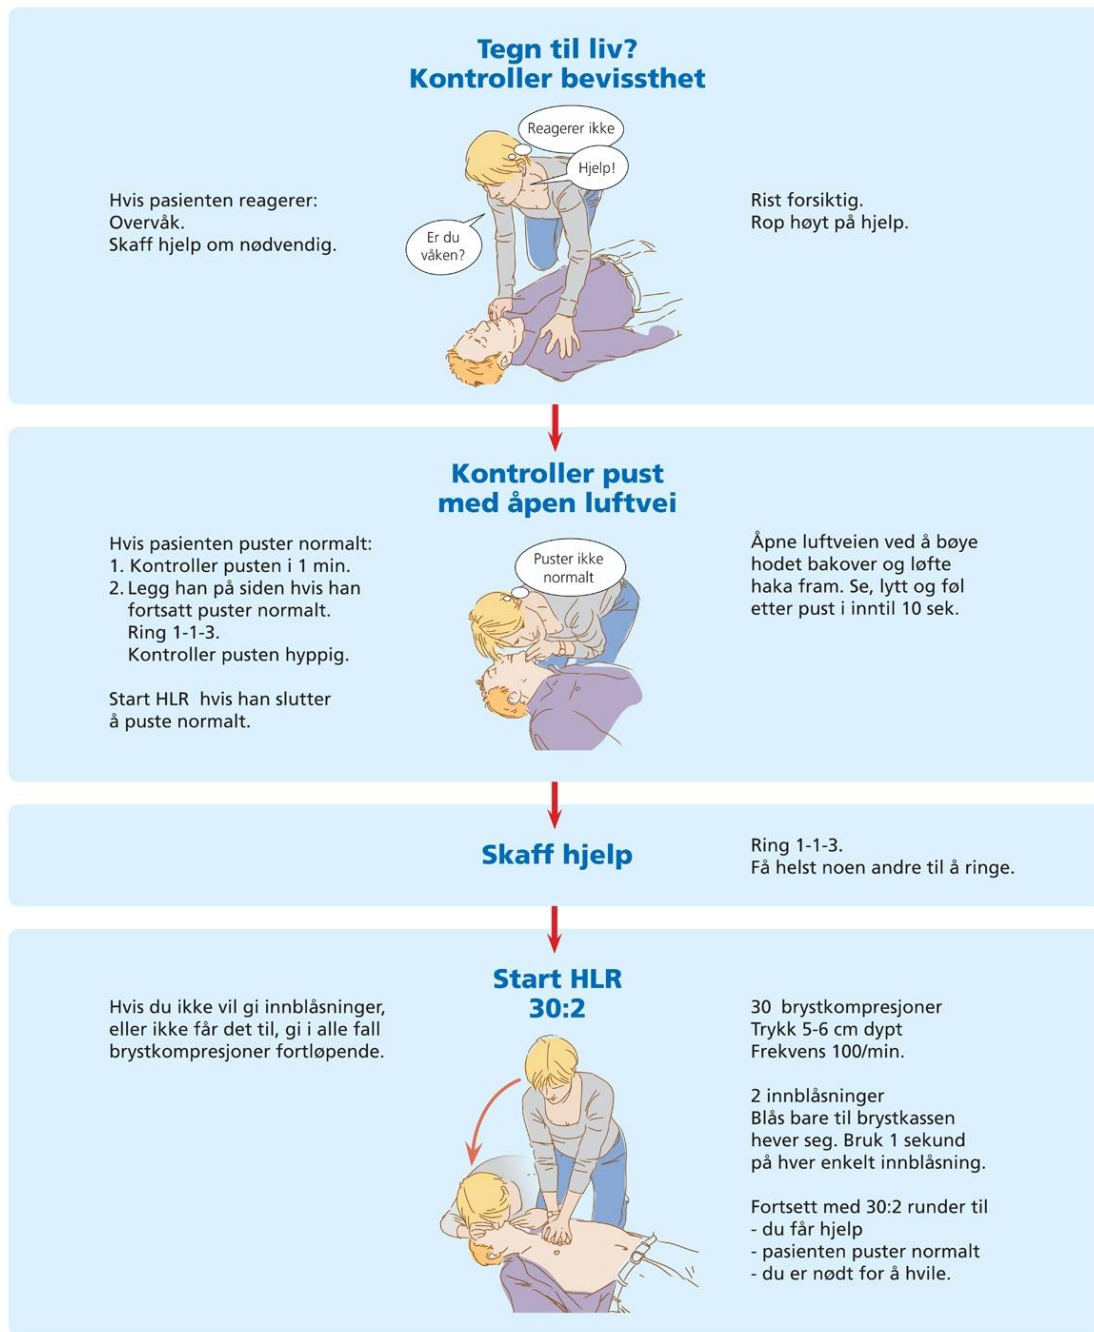 Tegn til liv?
Kontroller bevissthet
Reagerer ikke
Hjelp!
Er du
våken?
Hvis pasienten reagerer:
Overvåk.
Skaff hjelp om nødvendig.
Rist forsiktig.
Rop høyt på hjelp.
Kontroller pust
med åpen luftvei
Puster ikke
normalt
Hvis pasienten puster normalt:
1. Kontroller pusten i 1 min.
2. Legg han på siden hvis han
fortsatt puster normalt.
Ring 1-1-3.
Kontroller pusten hyppig.
Start HLR hvis han slutter
å puste normalt.
Åpne luftveien ved å bøye
hodet bakover og løfte
haka fram. Se, lytt og føl
etter pust i inntil 10 sek.
Skaff hjelp
Ring 1-1-3.
Få helst noen andre til å ringe.
Start HLR
30:2
Hvis du ikke vil gi innblåsninger,
eller ikke får det til, gi i alle fall
brystkompresjoner fortløpende.
30 brystkompresjoner
Trykk 5-6 cm dypt
Frekvens 100/min.
2 innblåsninger
Blås bare til brystkassen
hever seg. Bruk 1 sekund
på hver enkelt innblåsning.
Fortsett med 30:2 runder til
- du får hjelp
- pasienten puster normalt
- du er nødt for å hvile.